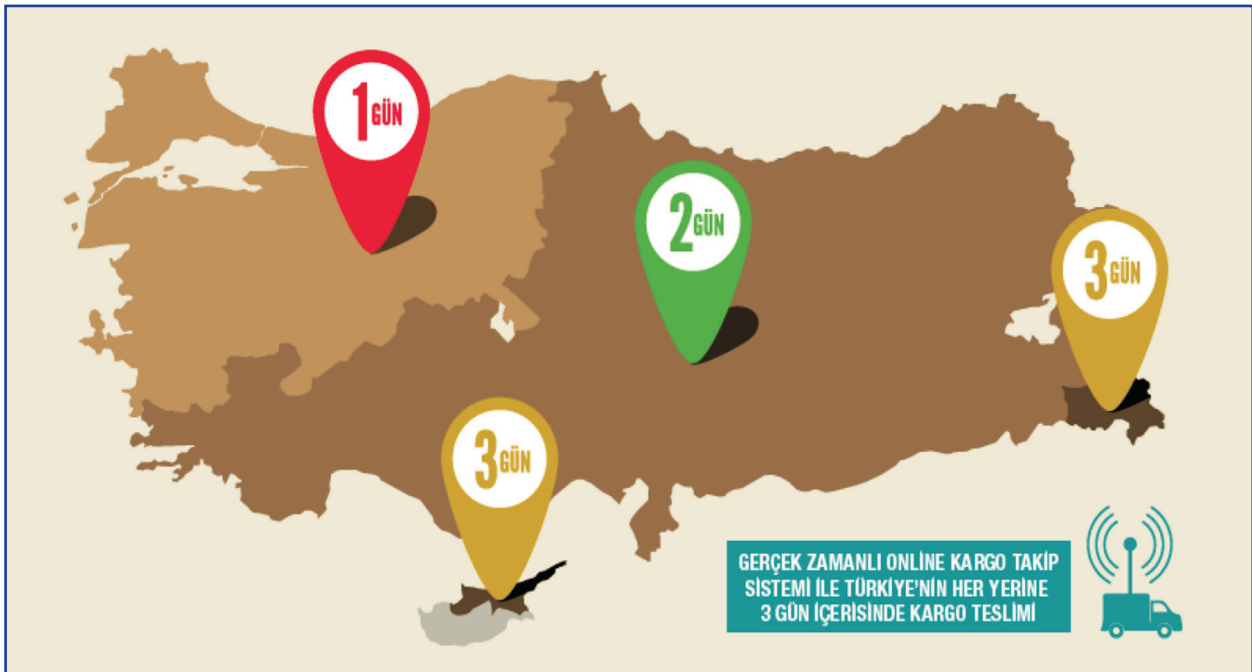 1 GÜN
2 GÜN
3 GÜN
3 GÜN
GERÇEK ZAMANLI ONLINE KARGO TAKİP
SİSTEMİ İLE TÜRKİYE'NİN HER YERİNE
3 GÜN İÇERİSİNDE KARGO TESLİMİ